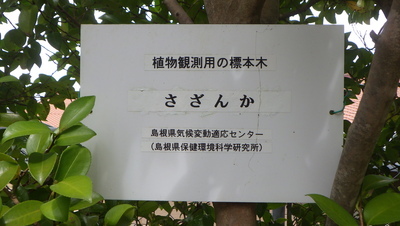 植物観測用の標本木
さざんか
島根県気候変動適応センター
（島根県保健環境科学研究所）